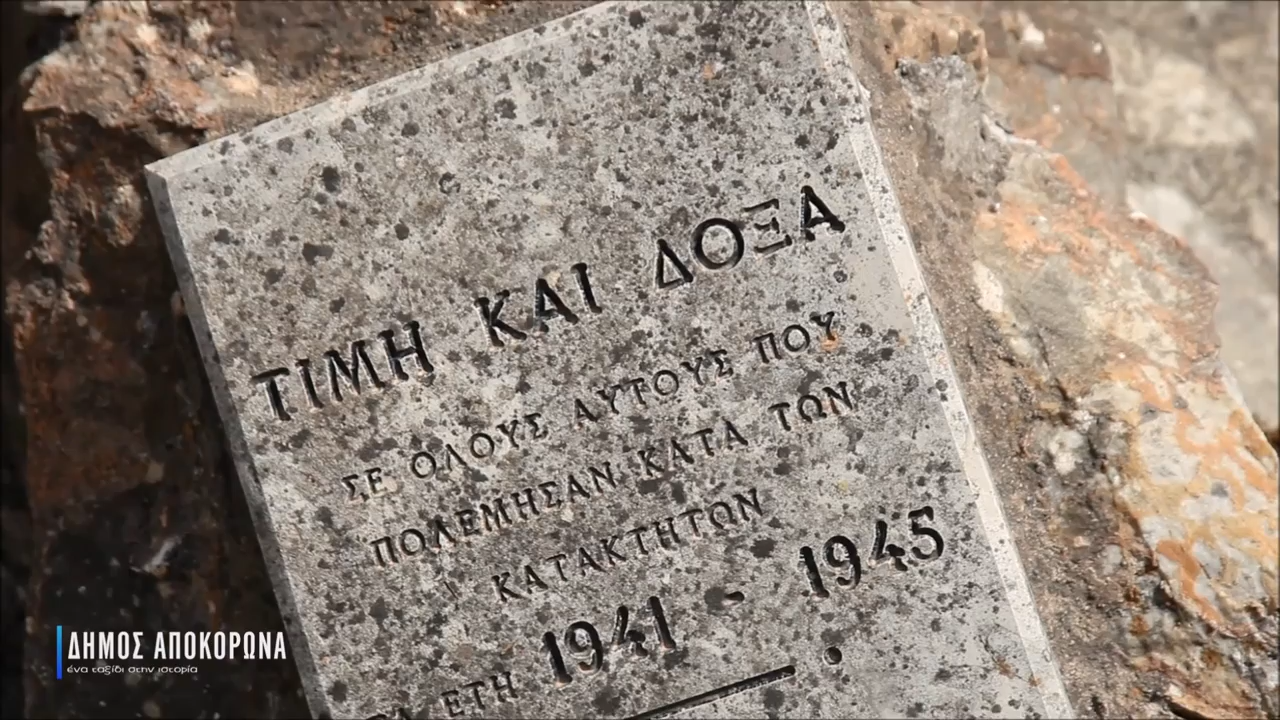 ΤΙΜΗ ΚΑΙ ΔΟΞΑ
ΣΕ ΟΛΟΥΣ ΑΥΤΟΥΣ ΠΟΥ
ΠΟΛΕΜΗΣΑΝ ΚΑΤΑ ΤΩΝ
ΚΑΤΑΚΤΗΤΩΝ
ΤΑ ΕΤΗ 1941 - 1945
ΔΗΜΟΣ ΑΠΟΚΟΡΩΝΑ
ένα ταξίδι στην ιστορία